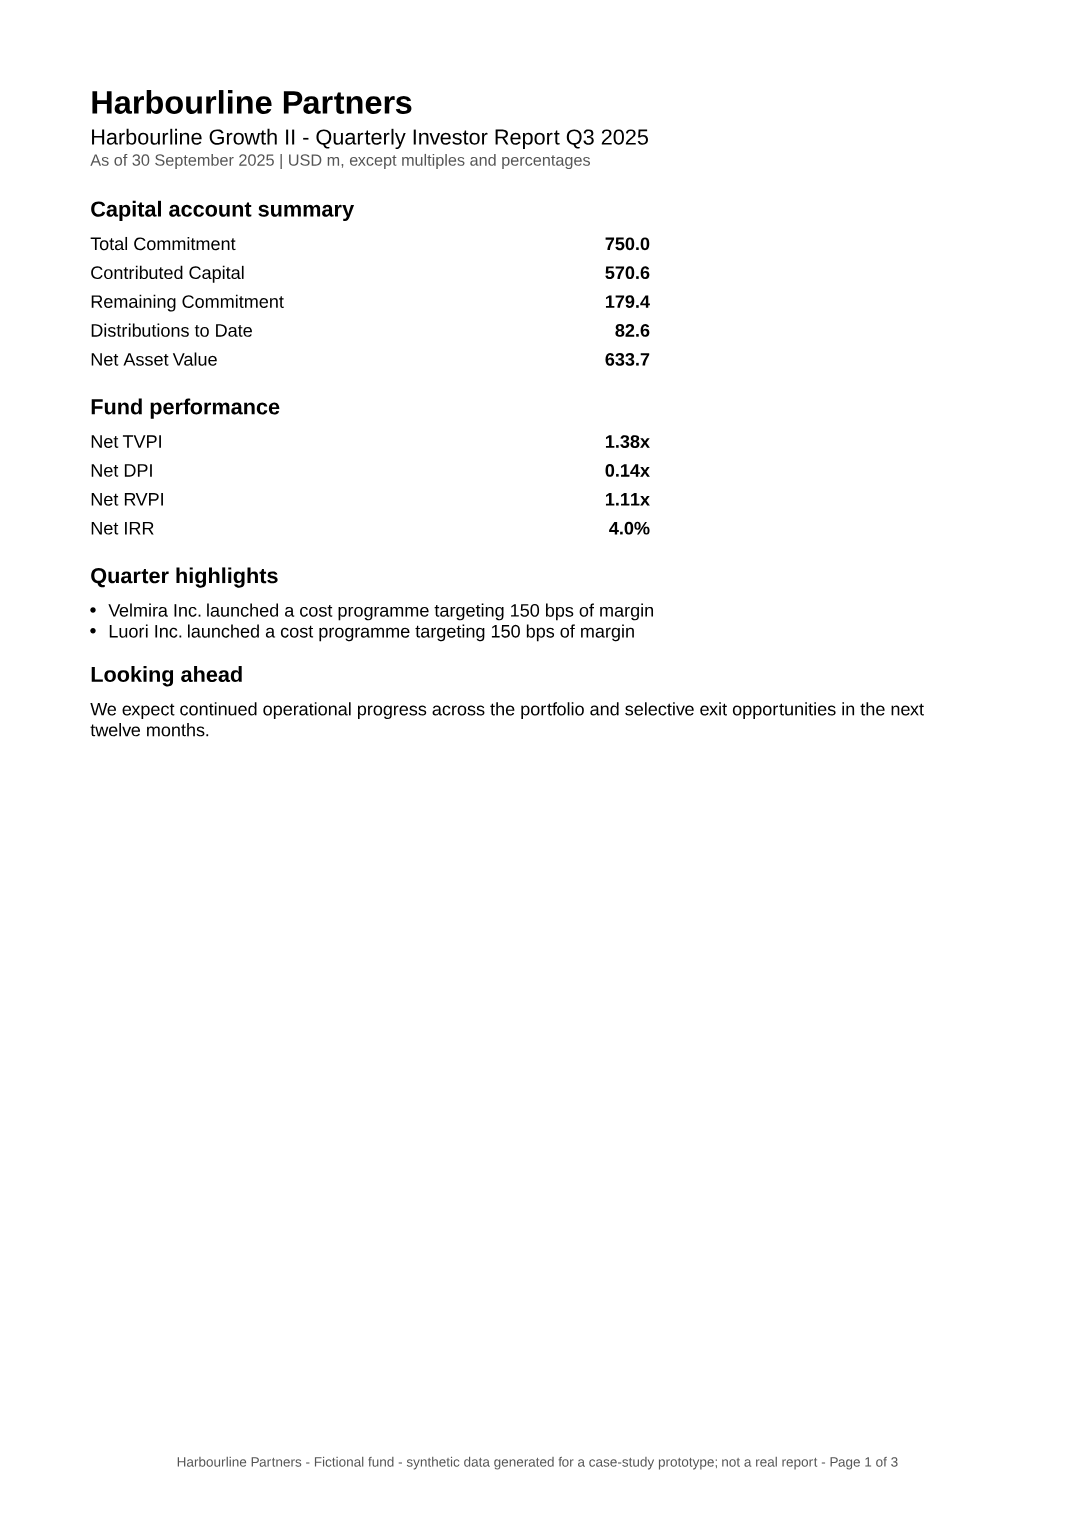 Harbourline Partners
Harbourline Growth II - Quarterly Investor Report Q3 2025
As of 30 September 2025 | USD m, except multiples and percentages
Capital account summary
Total Commitment 750.0
Contributed Capital 570.6
Remaining Commitment 179.4
Distributions to Date 82.6
Net Asset Value 633.7
Fund performance
Net TVPI 1.38x
Net DPI 0.14x
Net RVPI 1.11x
Net IRR 4.0%
Quarter highlights
• Velmira Inc. launched a cost programme targeting 150 bps of margin
• Luori Inc. launched a cost programme targeting 150 bps of margin
Looking ahead
We expect continued operational progress across the portfolio and selective exit opportunities in the next
twelve months.
Harbourline Partners - Fictional fund - synthetic data generated for a case-study prototype; not a real report - Page 1 of 3